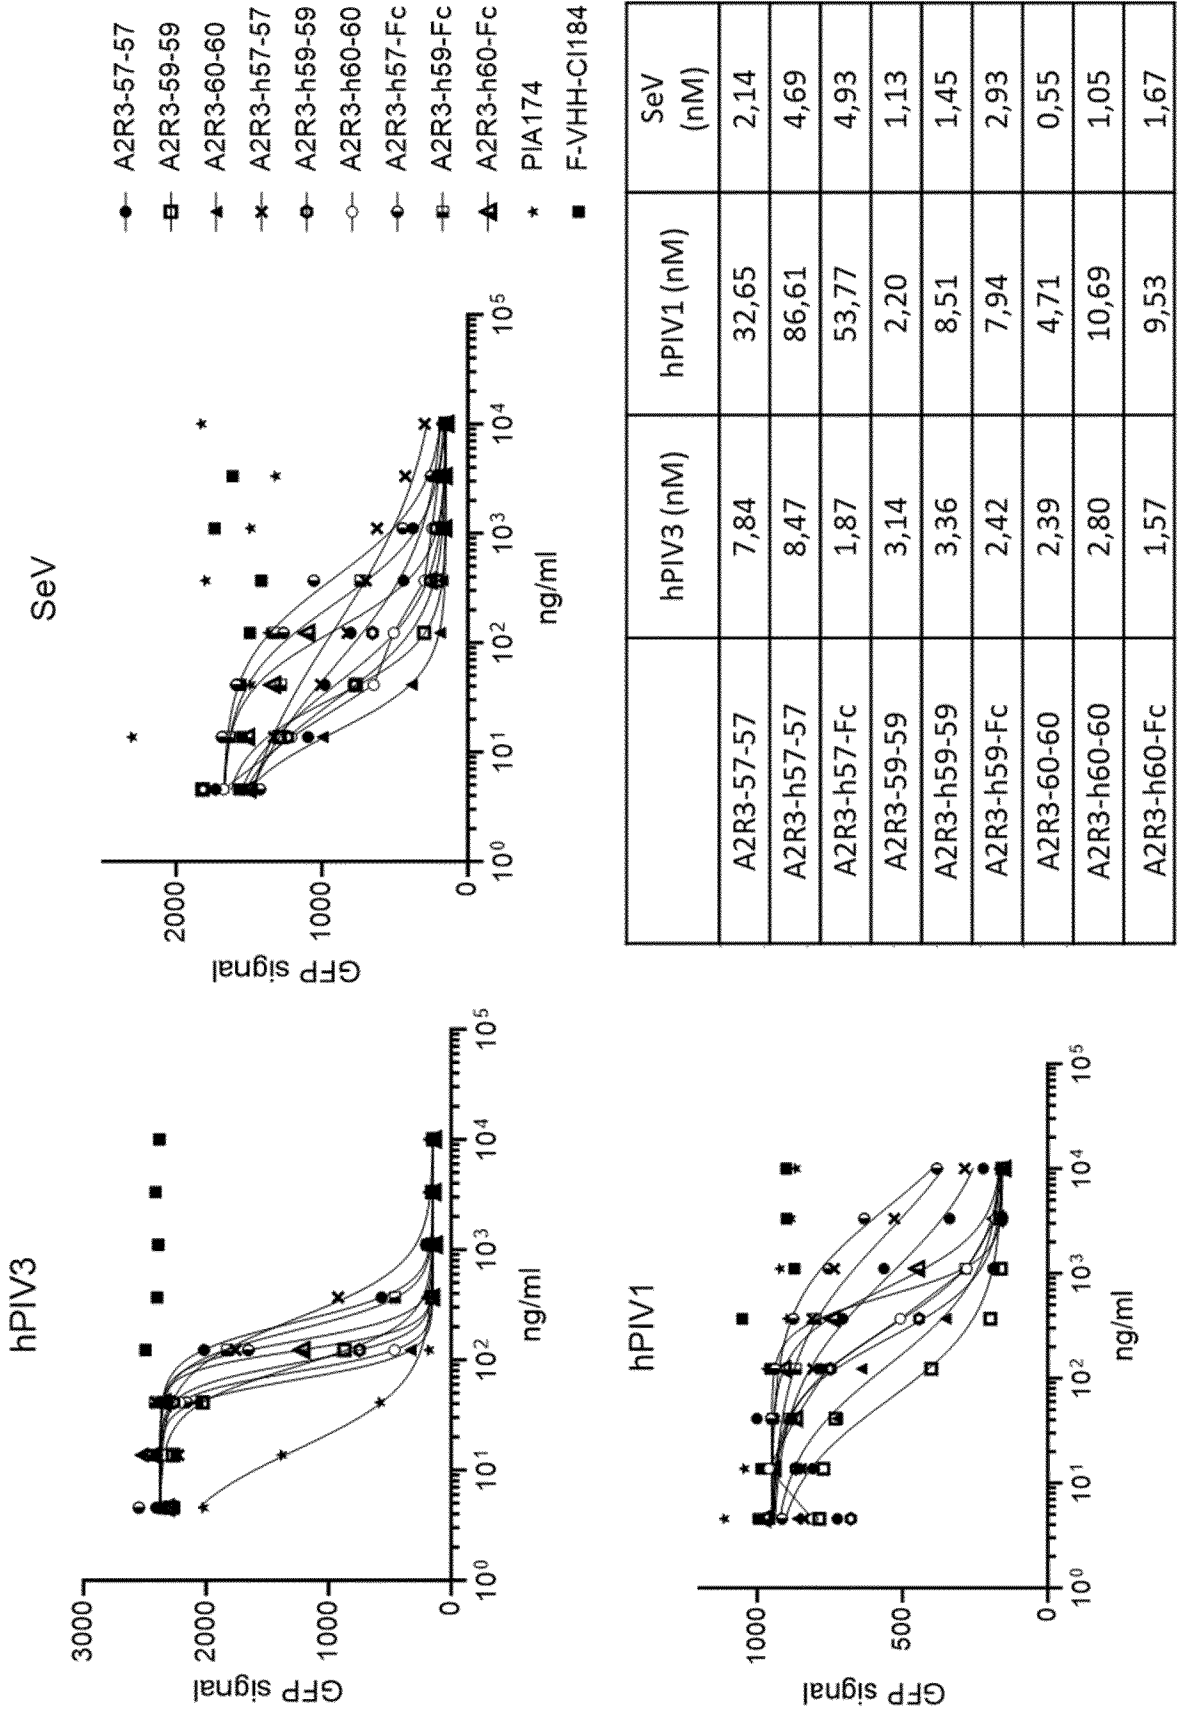 hPIV3
GFP signal
3000
2000
1000
0
10^0
10^1
10^2
10^3
10^4
10^5
ng/ml
SeV
GFP signal
2000
1000
0
10^0
10^1
10^2
10^3
10^4
10^5
ng/ml
A2R3-57-57
A2R3-59-59
A2R3-60-60
A2R3-h57-57
A2R3-h59-59
A2R3-h60-60
A2R3-h57-Fc
A2R3-h59-Fc
A2R3-h60-Fc
PIA174
F-VHH-Cl184
hPIV1
GFP signal
1000
500
0
10^0
10^1
10^2
10^3
10^4
10^5
ng/ml
hPIV3 (nM) hPIV1 (nM) SeV
(nM)
A2R3-57-57 7,84 32,65 2,14
A2R3-h57-57 8,47 86,61 4,69
A2R3-h57-Fc 1,87 53,77 4,93
A2R3-59-59 3,14 2,20 1,13
A2R3-h59-59 3,36 8,51 1,45
A2R3-h59-Fc 2,42 7,94 2,93
A2R3-60-60 2,39 4,71 0,55
A2R3-h60-60 2,80 10,69 1,05
A2R3-h60-Fc 1,57 9,53 1,67